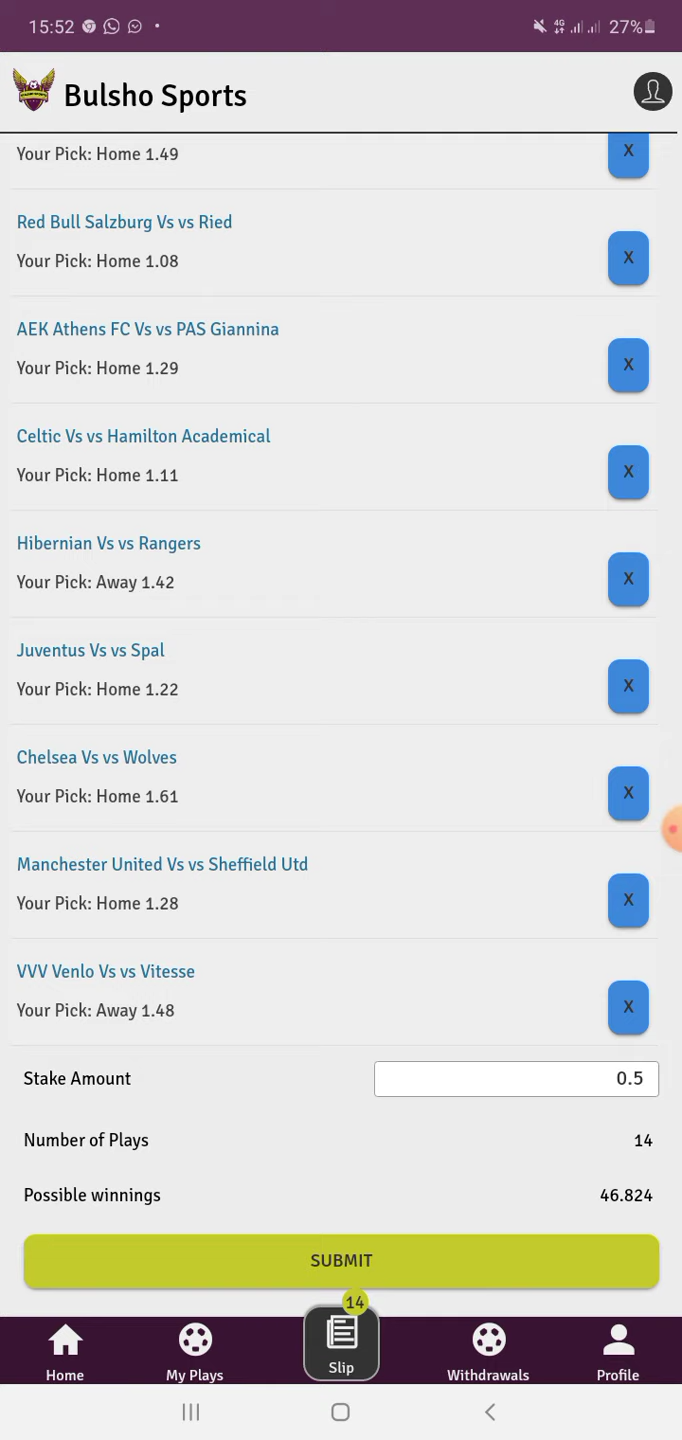 15:52
4G
27%
Bulsho Sports
Your Pick: Home 1.49
X
Red Bull Salzburg Vs vs Ried
Your Pick: Home 1.08
X
AEK Athens FC Vs vs PAS Giannina
Your Pick: Home 1.29
X
Celtic Vs vs Hamilton Academical
Your Pick: Home 1.11
X
Hibernian Vs vs Rangers
Your Pick: Away 1.42
X
Juventus Vs vs Spal
Your Pick: Home 1.22
X
Chelsea Vs vs Wolves
Your Pick: Home 1.61
X
Manchester United Vs vs Sheffield Utd
Your Pick: Home 1.28
X
VVV Venlo Vs vs Vitesse
Your Pick: Away 1.48
X
Stake Amount 0.5
Number of Plays 14
Possible winnings 46.824
SUBMIT
14
Home My Plays Slip Withdrawals Profile